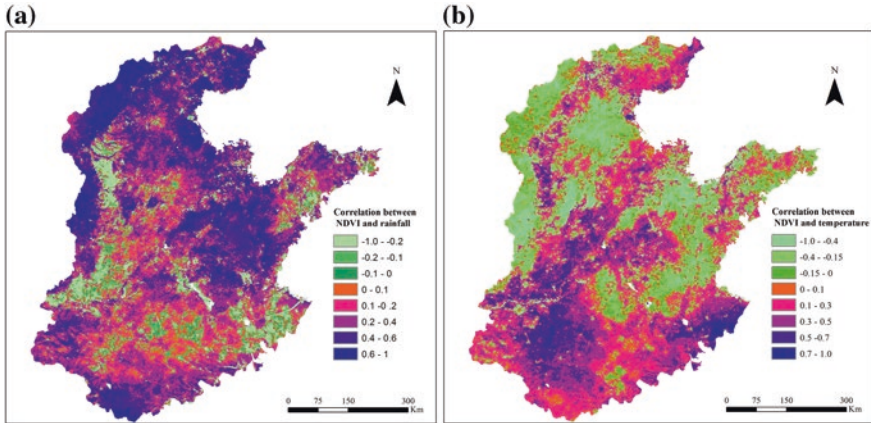 (a)
N
Correlation between
NDVI and rainfall
-1.0 - -0.2
-0.2 - -0.1
-0.1 - 0
0 - 0.1
0.1 - 0.2
0.2 - 0.4
0.4 - 0.6
0.6 - 1
0 75 150 300
Km
(b)
N
Correlation between
NDVI and temperature
-1.0 - -0.4
-0.4 - -0.15
-0.15 - 0
0 - 0.1
0.1 - 0.3
0.3 - 0.5
0.5 - 0.7
0.7 - 1.0
0 75 150 300
Km